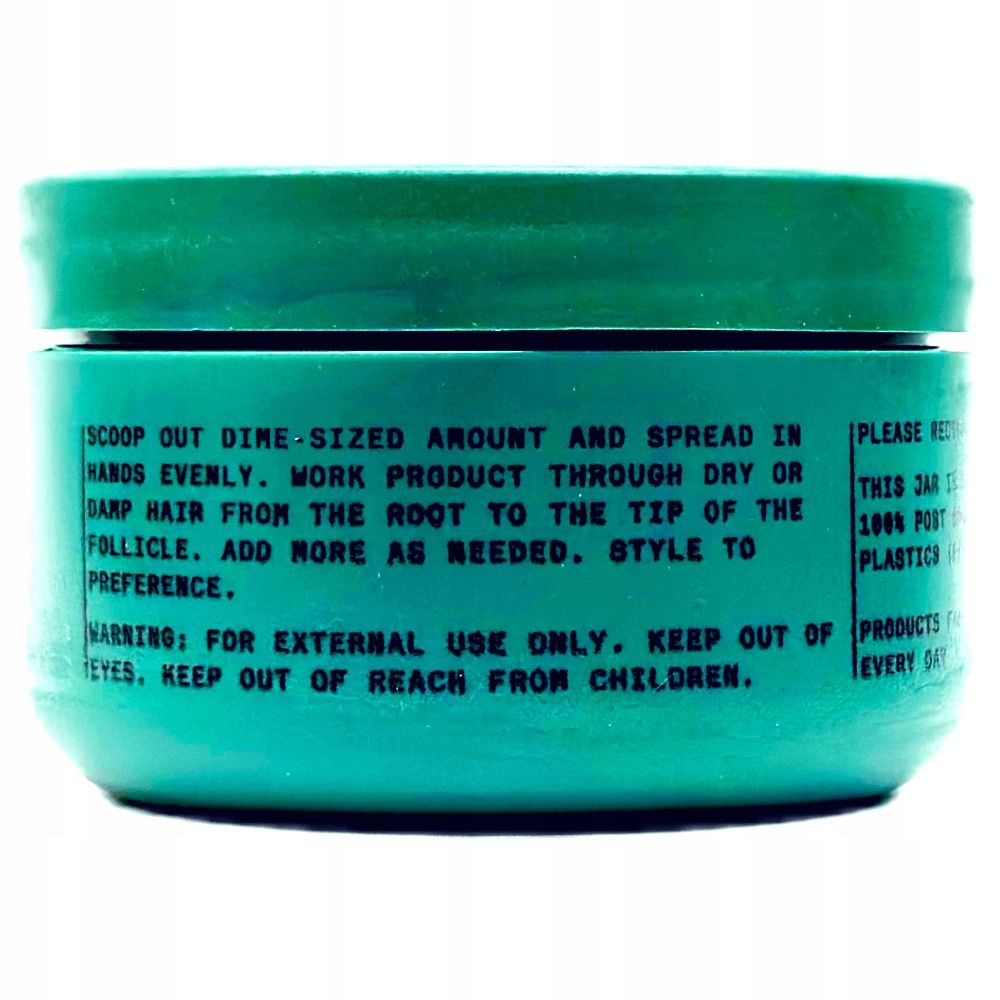 SCOOP OUT DIME-SIZED AMOUNT AND SPREAD IN
HANDS EVENLY. WORK PRODUCT THROUGH DRY OR
DAMP HAIR FROM THE ROOT TO THE TIP OF THE
FOLLICLE. ADD MORE AS NEEDED. STYLE TO
PREFERENCE.
WARNING: FOR EXTERNAL USE ONLY. KEEP OUT OF
EYES. KEEP OUT OF REACH FROM CHILDREN.
PLEASE
THIS JAR
100% POST
PLASTICS
PRODUCTS
EVERY DAY